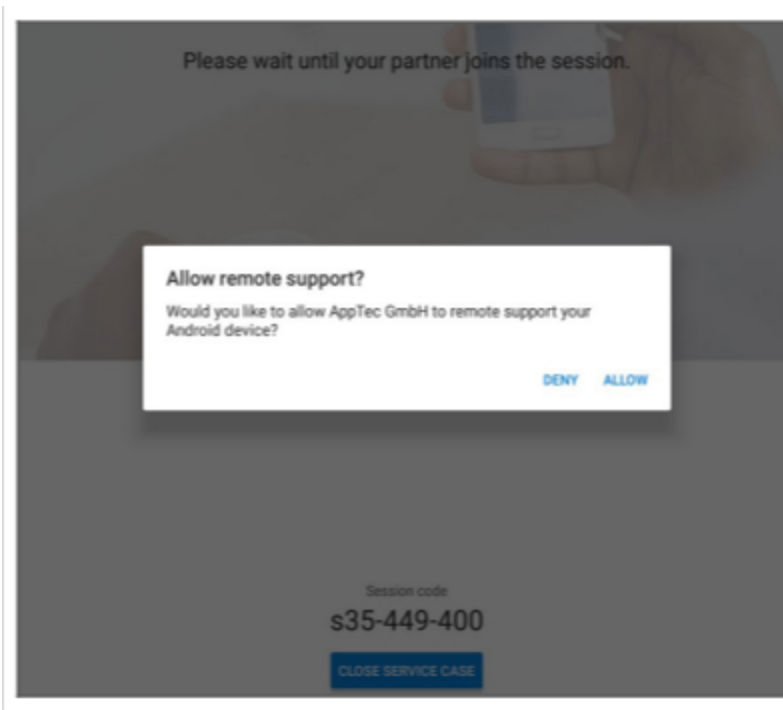 Please wait until your partner joins the session.
Allow remote support?
Would you like to allow AppTec GmbH to remote support your
Android device?
DENY ALLOW
Session code
s35-449-400
CLOSE SERVICE CASE